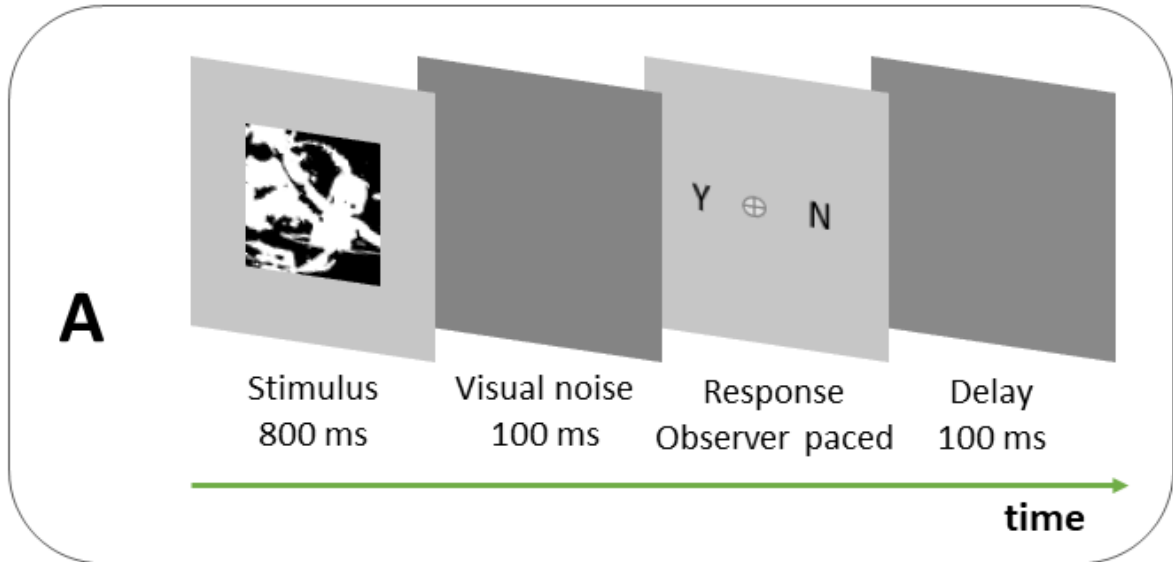 A
Y N
Stimulus
800 ms
Visual noise
100 ms
Response
Observer paced
Delay
100 ms
time